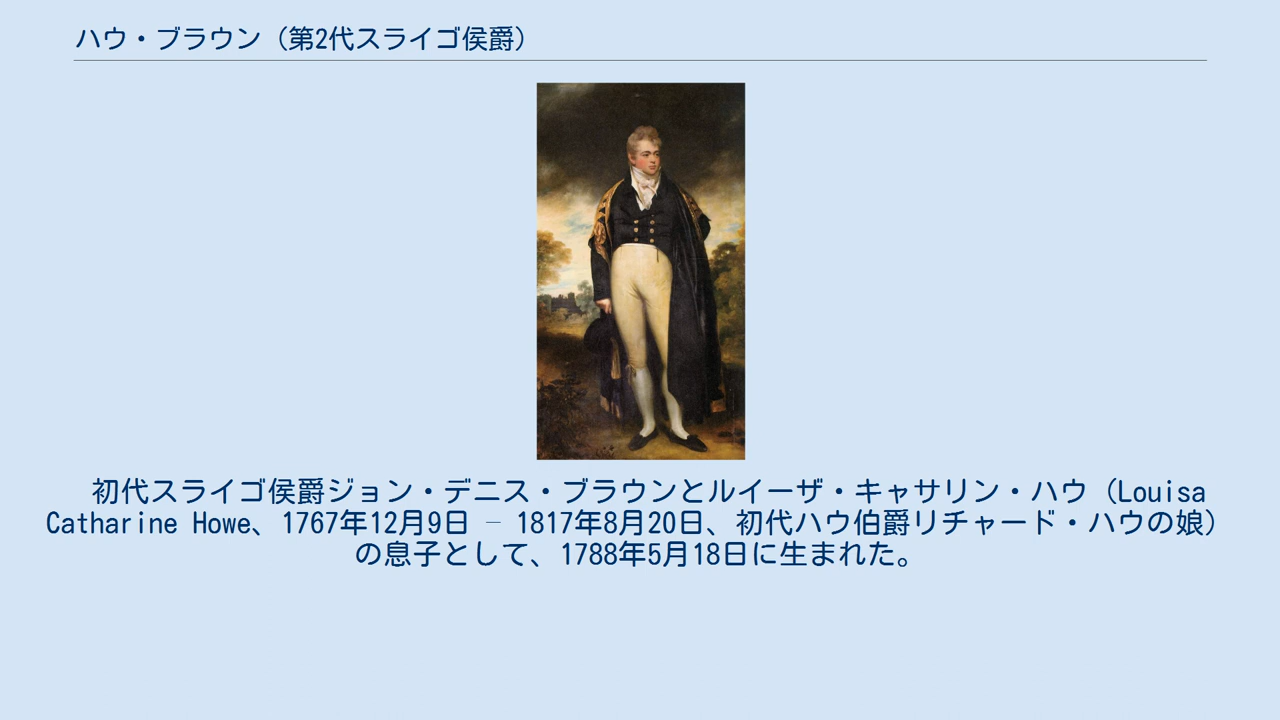 ハウ・ブラウン（第2代スライゴ侯爵）
初代スライゴ侯爵ジョン・デニス・ブラウンとルイーザ・キャサリン・ハウ（Louisa
Catharine Howe、1767年12月9日 – 1817年8月20日、初代ハウ伯爵リチャード・ハウの娘）
の息子として、1788年5月18日に生まれた。